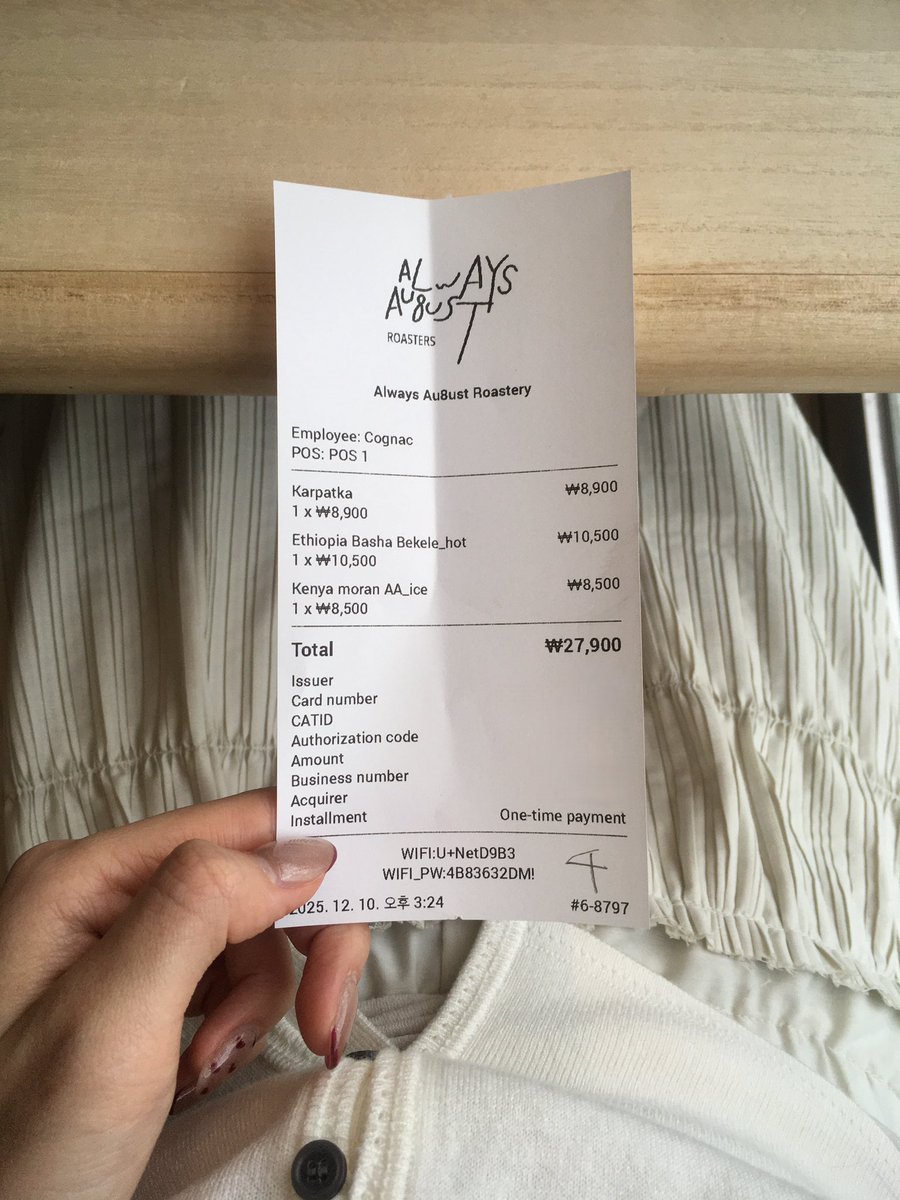 ALWAYS
AU8UST
ROASTERS
Always Au8ust Roastery
Employee: Cognac
POS: POS 1
Karpatka ₩8,900
1 x ₩8,900
Ethiopia Basha Bekele_hot ₩10,500
1 x ₩10,500
Kenya moran AA_ice ₩8,500
1 x ₩8,500
Total ₩27,900
Issuer
Card number
CATID
Authorization code
Amount
Business number
Acquirer
Installment One-time payment
WIFI:U+NetD9B3
WIFI_PW:4B83632DM!
4
2025. 12. 10. 오후 3:24 #6-8797